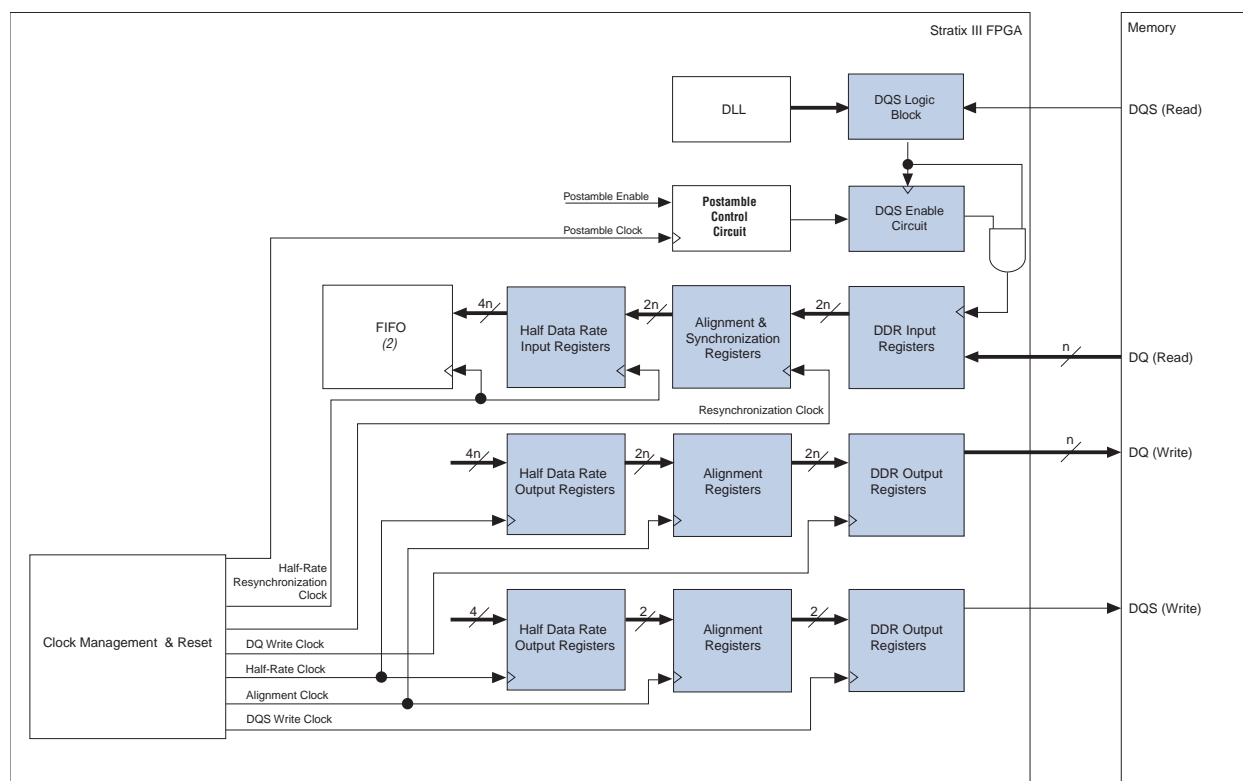 Stratix III FPGA
Memory
DLL
DQS Logic
Block
DQS (Read)
Postamble Enable
Postamble
Control
Circuit
DQS Enable
Circuit
Postamble Clock
4n
2n
2n
FIFO
(2)
Half Data Rate
Input Registers
Alignment &
Synchronization
Registers
DDR Input
Registers
n
DQ (Read)
Resynchronization Clock
4n
2n
2n
n
Half Data Rate
Output Registers
Alignment
Registers
DDR Output
Registers
DQ (Write)
Clock Management & Reset
Half-Rate
Resynchronization
Clock
4
2
2
Half Data Rate
Output Registers
Alignment
Registers
DDR Output
Registers
DQS (Write)
DQ Write Clock
Half-Rate Clock
Alignment Clock
DQS Write Clock